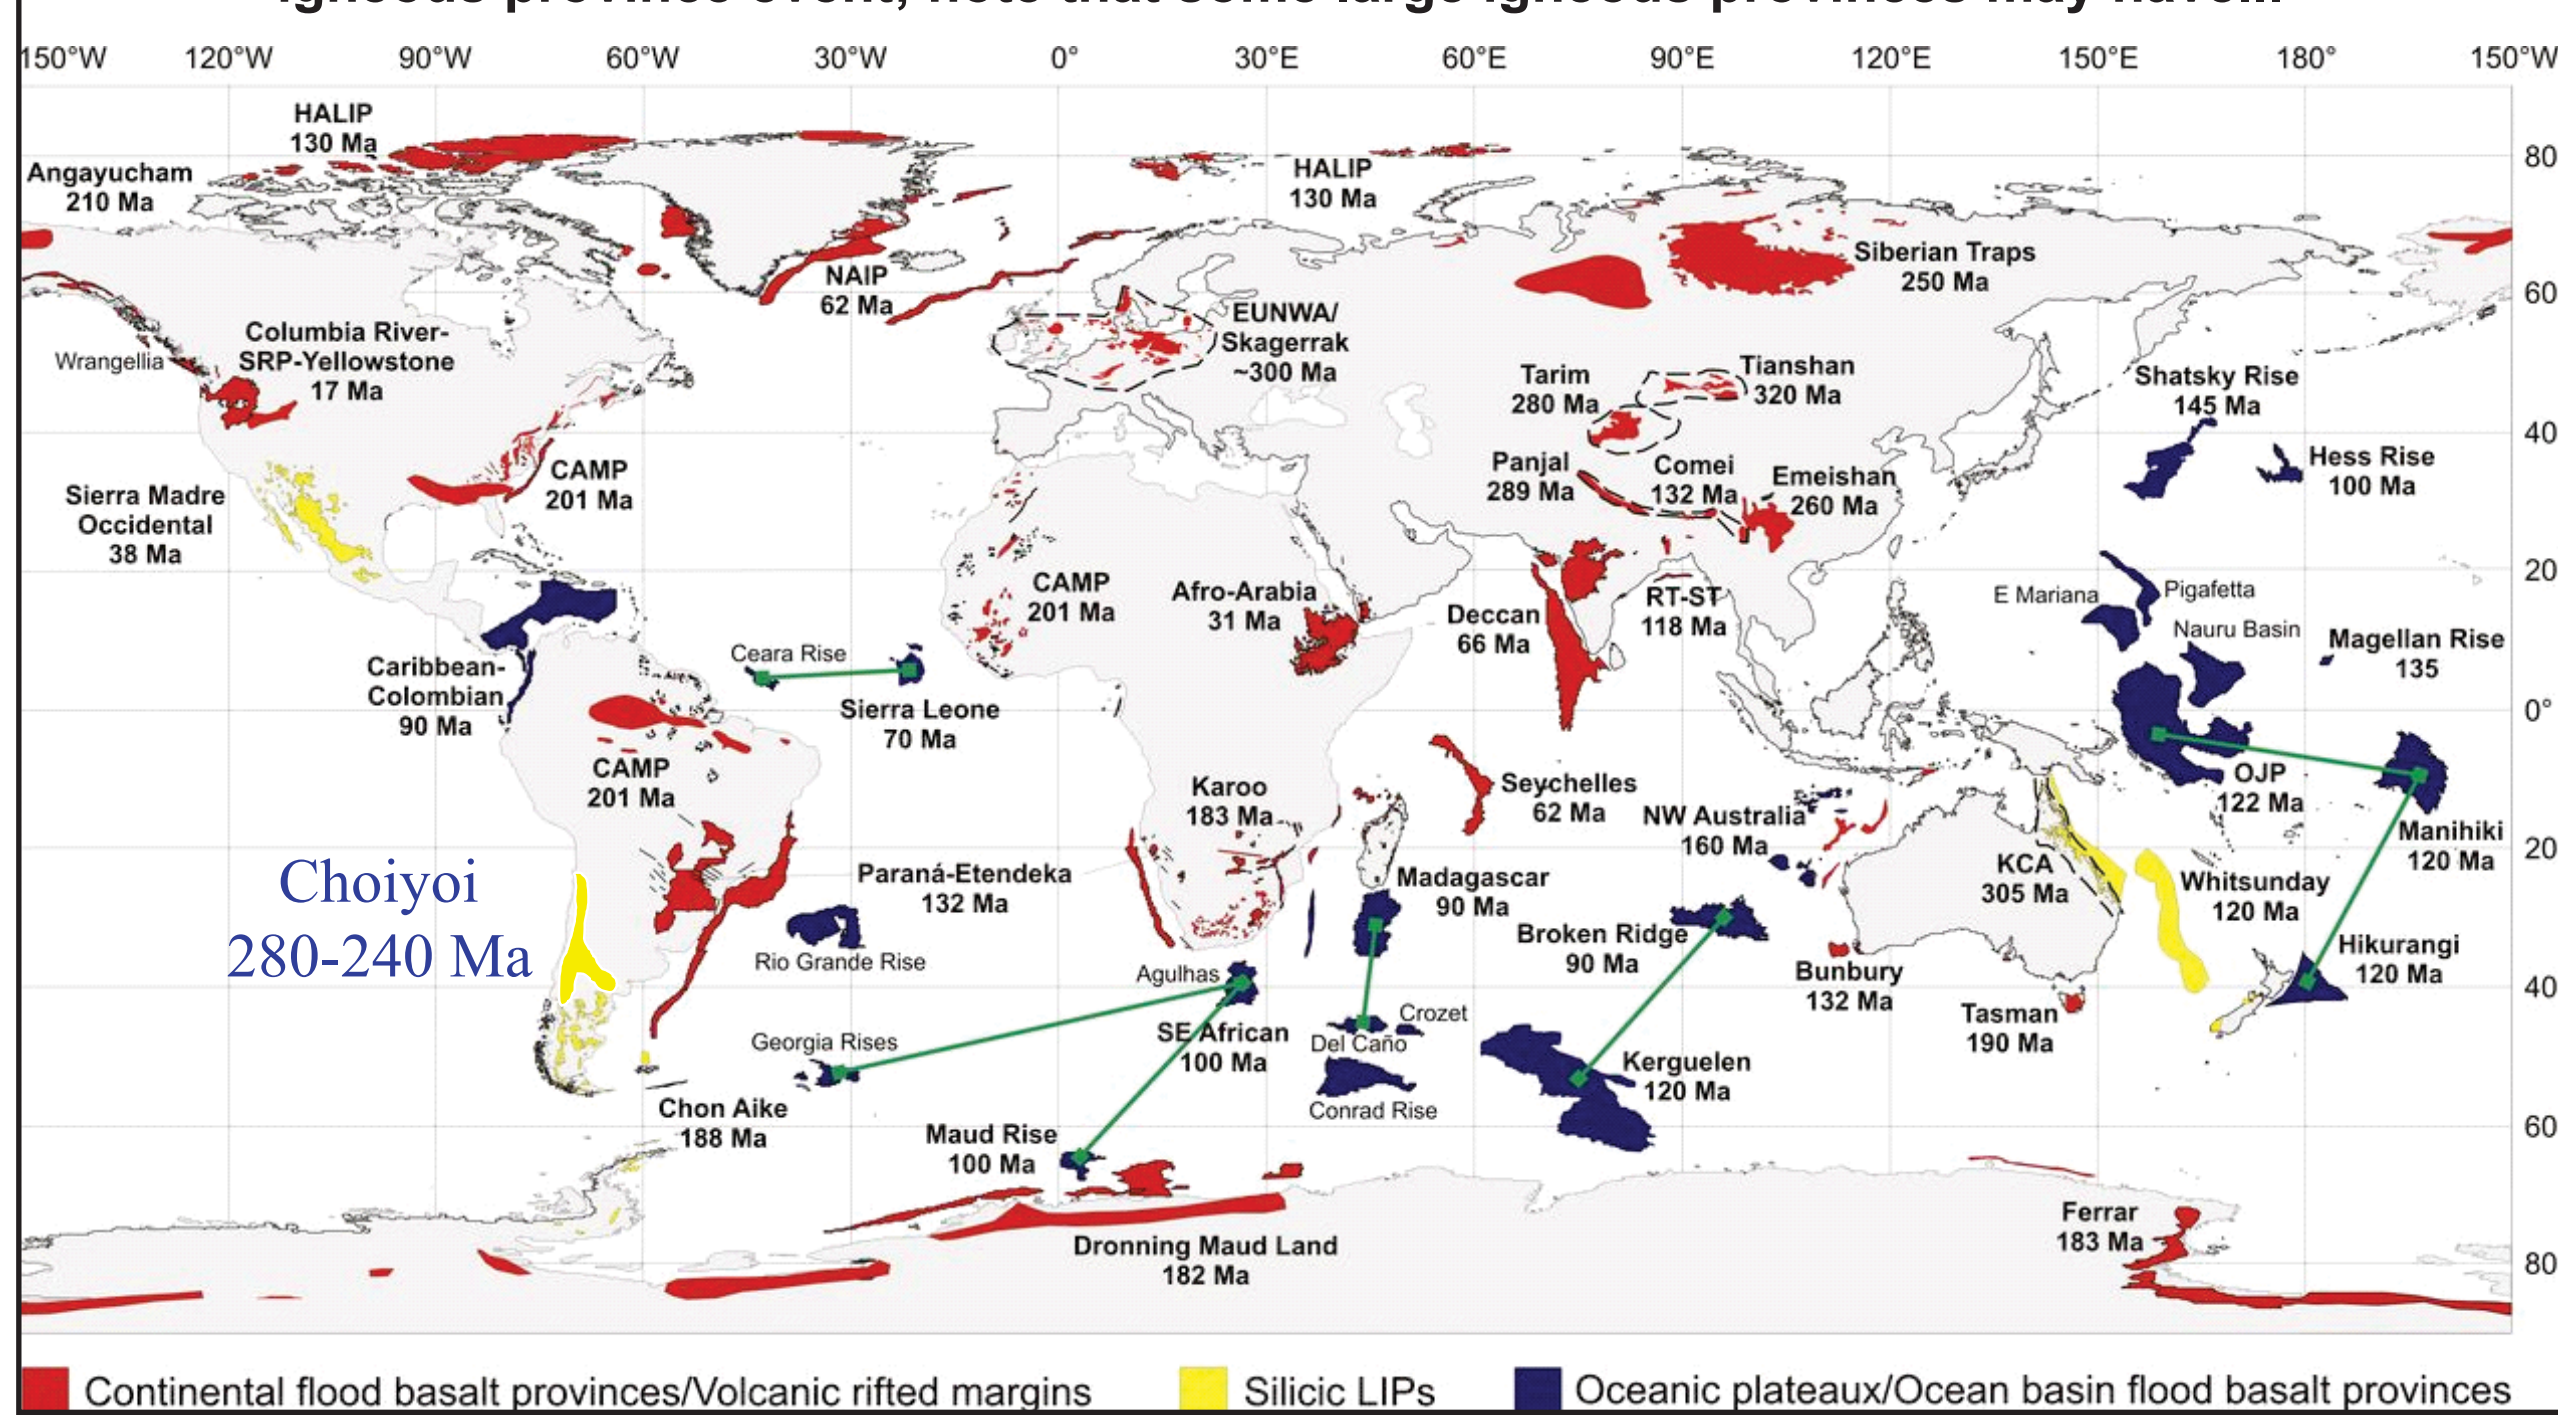 igneous province event; note that some large igneous provinces may have...
150°W 120°W 90°W 60°W 30°W 0° 30°E 60°E 90°E 120°E 150°E 180° 150°W
HALIP
130 Ma
Angayucham
210 Ma
HALIP
130 Ma
80
NAIP
62 Ma
Siberian Traps
250 Ma
60
Columbia River-
SRP-Yellowstone
17 Ma
Wrangellia
EUNWA/
Skagerrak
~300 Ma
Tarim
280 Ma
Tianshan
320 Ma
Shatsky Rise
145 Ma
40
Sierra Madre
Occidental
38 Ma
CAMP
201 Ma
Panjal
289 Ma
Comei
132 Ma
Emeishan
260 Ma
Hess Rise
100 Ma
20
CAMP
201 Ma
Afro-Arabia
31 Ma
Deccan
66 Ma
RT-ST
118 Ma
E Mariana
Pigafetta
Nauru Basin
Magellan Rise
135
Caribbean-
Colombian
90 Ma
Ceara Rise
Sierra Leone
70 Ma
0°
CAMP
201 Ma
Karoo
183 Ma
Seychelles
62 Ma
NW Australia
160 Ma
OJP
122 Ma
Manihiki
120 Ma
20
Choiyoi
280-240 Ma
Paraná-Etendeka
132 Ma
Rio Grande Rise
Madagascar
90 Ma
Broken Ridge
90 Ma
KCA
305 Ma
Whitsunday
120 Ma
Hikurangi
120 Ma
Agulhas
Bunbury
132 Ma
40
Georgia Rises
SE African
100 Ma
Crozet
Del Caño
Conrad Rise
Kerguelen
120 Ma
Tasman
190 Ma
Chon Aike
188 Ma
Maud Rise
100 Ma
60
Dronning Maud Land
182 Ma
Ferrar
183 Ma
80
Continental flood basalt provinces/Volcanic rifted margins Silicic LIPs Oceanic plateaux/Ocean basin flood basalt provinces